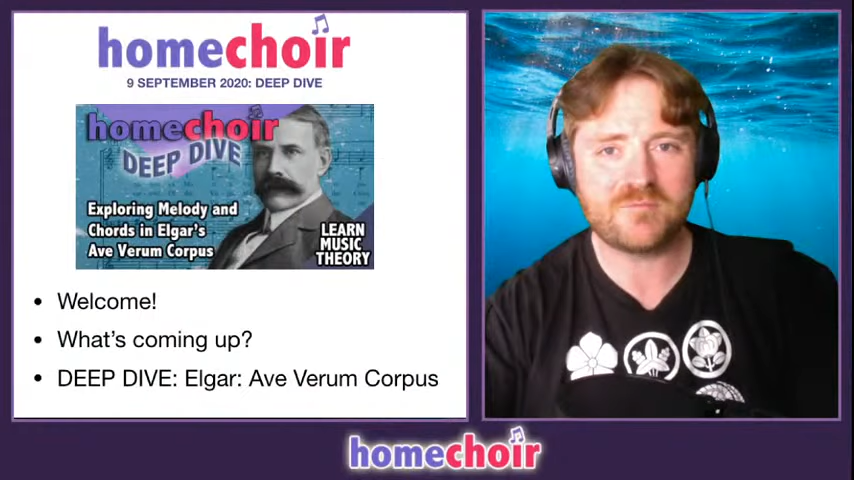 homechoir
9 SEPTEMBER 2020: DEEP DIVE
homechoir
DEEP DIVE
Exploring Melody and
Chords in Elgar's
Ave Verum Corpus
LEARN
MUSIC
THEORY
• Welcome!
• What's coming up?
• DEEP DIVE: Elgar: Ave Verum Corpus
homechoir